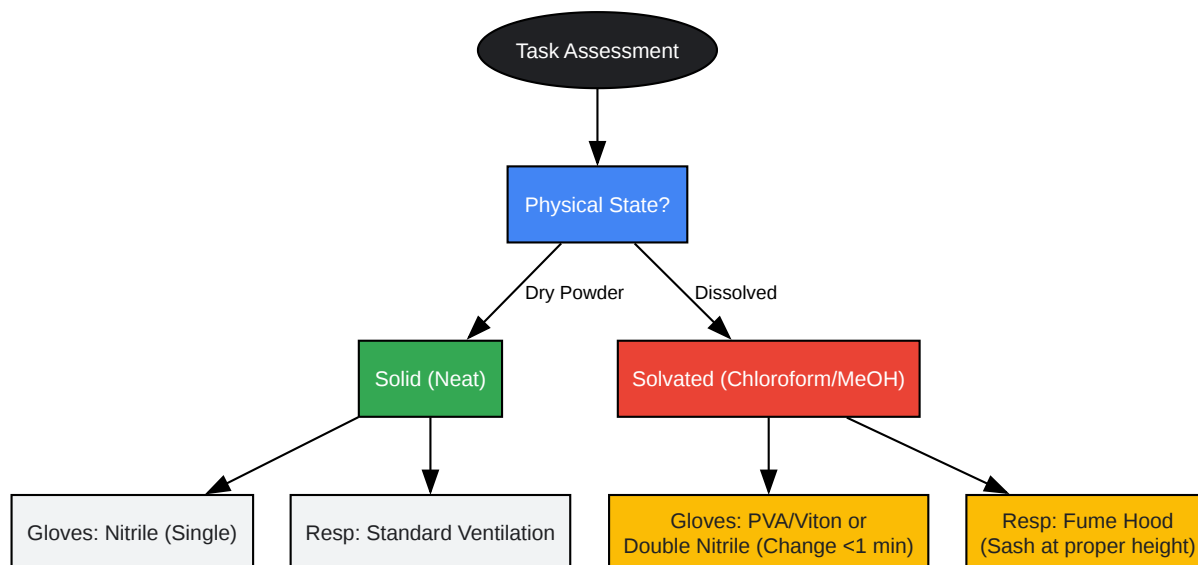 Task Assessment
Physical State?
Dry Powder
Dissolved
Solid (Neat)
Solvated (Chloroform/MeOH)
Gloves: Nitrile (Single)
Resp: Standard Ventilation
Gloves: PVA/Viton or
Double Nitrile (Change <1 min)
Resp: Fume Hood
(Sash at proper height)